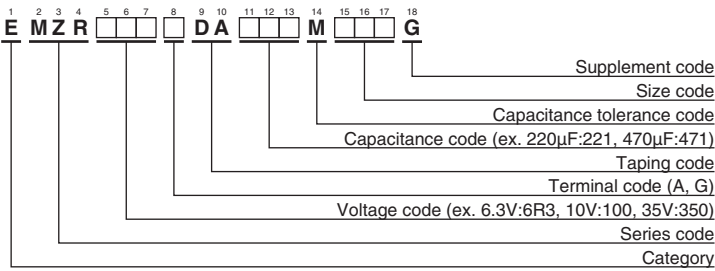 1 2 3 4 5 6 7 8 9 10 11 12 13 14 15 16 17 18
E M Z R D A M G
Supplement code
Size code
Capacitance tolerance code
Capacitance code (ex. 220μF:221, 470μF:471)
Taping code
Terminal code (A, G)
Voltage code (ex. 6.3V:6R3, 10V:100, 35V:350)
Series code
Category